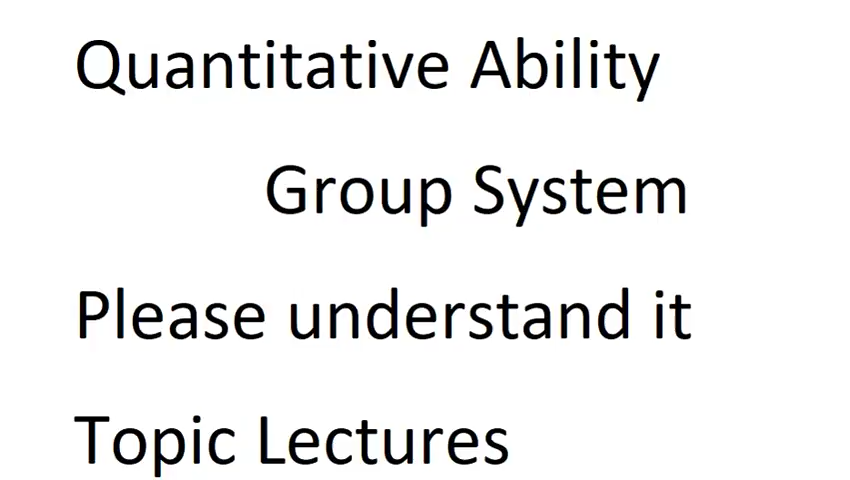 Quantitative Ability
Group System
Please understand it
Topic Lectures